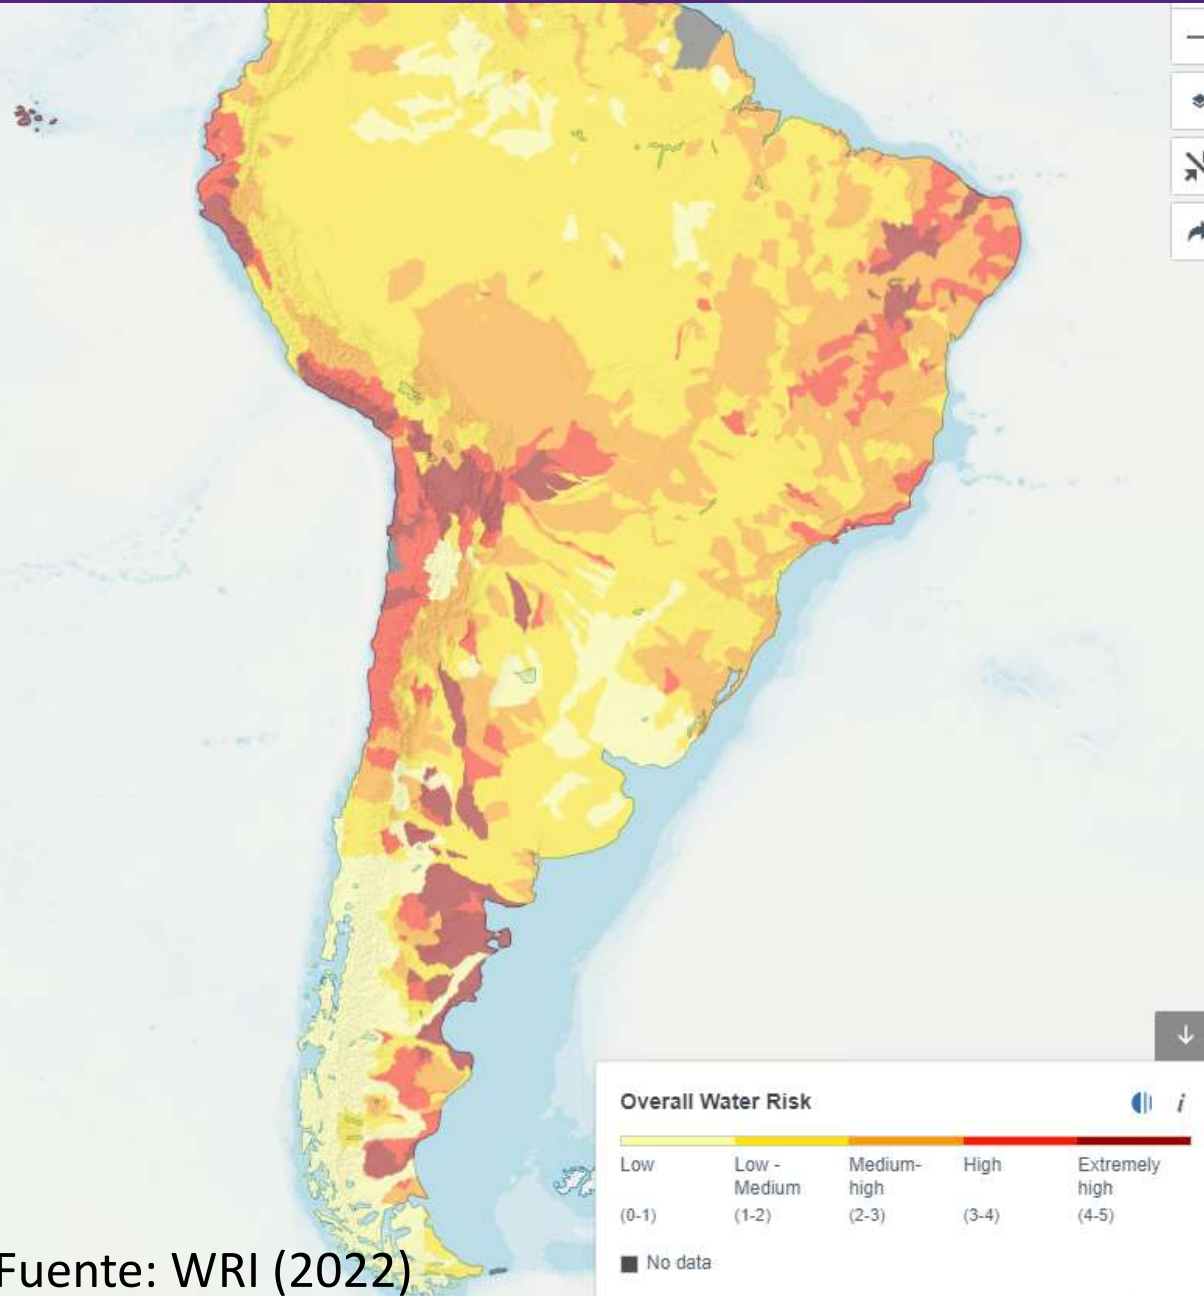 Overall Water Risk
i
Low Low - Medium- High Extremely
Medium high high
(0-1) (1-2) (2-3) (3-4) (4-5)
No data
Fuente: WRI (2022)